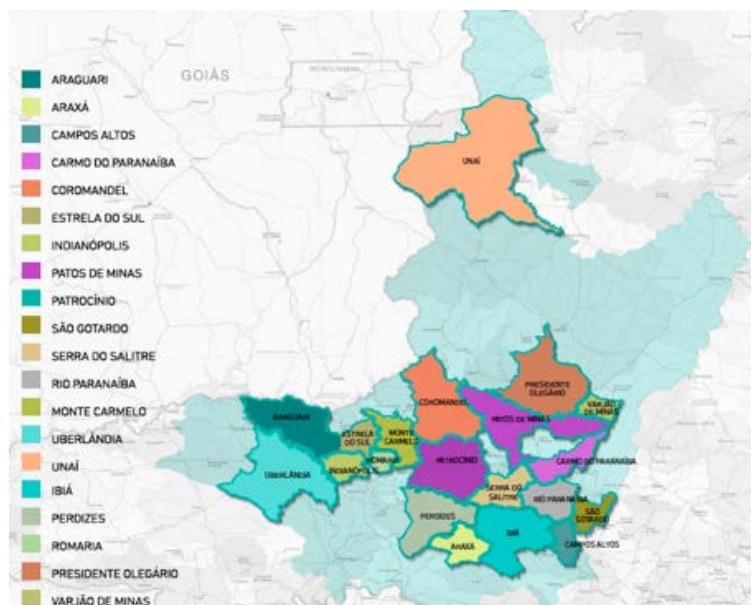 GOIÁS
DISTRITO FEDERAL
ARAGUARI
ARAXÁ
CAMPOS ALTOS
CARMO DO PARANAÍBA
COROMANDEL
ESTRELA DO SUL
INDIANÓPOLIS
PATOS DE MINAS
PATROCÍNIO
SÃO GOTARDO
SERRA DO SALITRE
RIO PARANAÍBA
MONTE CARMELO
UBERLÂNDIA
UNAÍ
IBIÁ
PERDIZES
ROMARIA
PRESIDENTE OLEGÁRIO
VARJÃO DE MINAS
UNAÍ
PRESIDENTE
OLEGÁRIO
COROMANDEL
VARJÃO
DE MINAS
ARAGUARI
PATOS DE MINAS
ESTRELA
DO SUL
MONTE
CARMELO
ROMARIA
INDIANÓPOLIS
UBERLÂNDIA
PATROCÍNIO
CARMO DO PARANAÍBA
SERRA DO
SALITRE
RIO PARANAÍBA
SÃO
GOTARDO
PERDIZES
IBIÁ
ARAXÁ
CAMPOS ALTOS